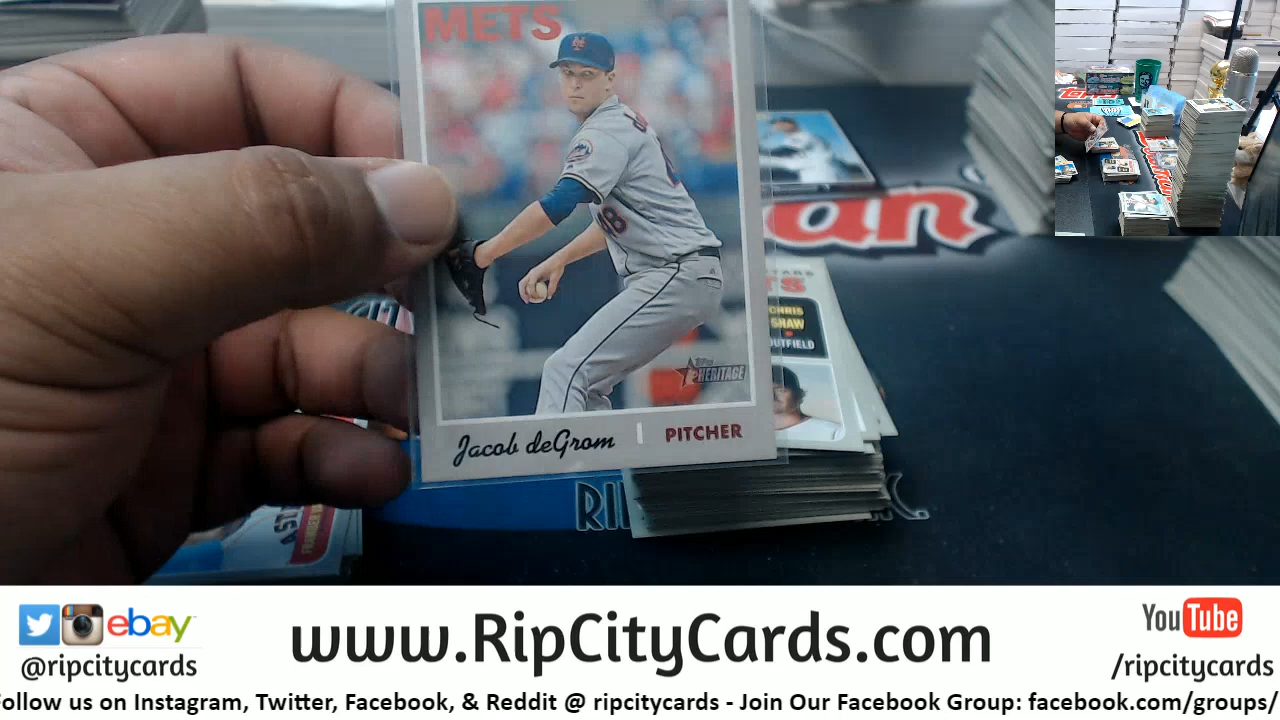 METS
18
Topps
HERITAGE
Jacob deGrom | PITCHER
CHRIS
SHAW
OUTFIELD
ebay
@ripcitycards
www.RipCityCards.com
YouTube
/ripcitycards
Follow us on Instagram, Twitter, Facebook, & Reddit @ ripcitycards - Join Our Facebook Group: facebook.com/groups/